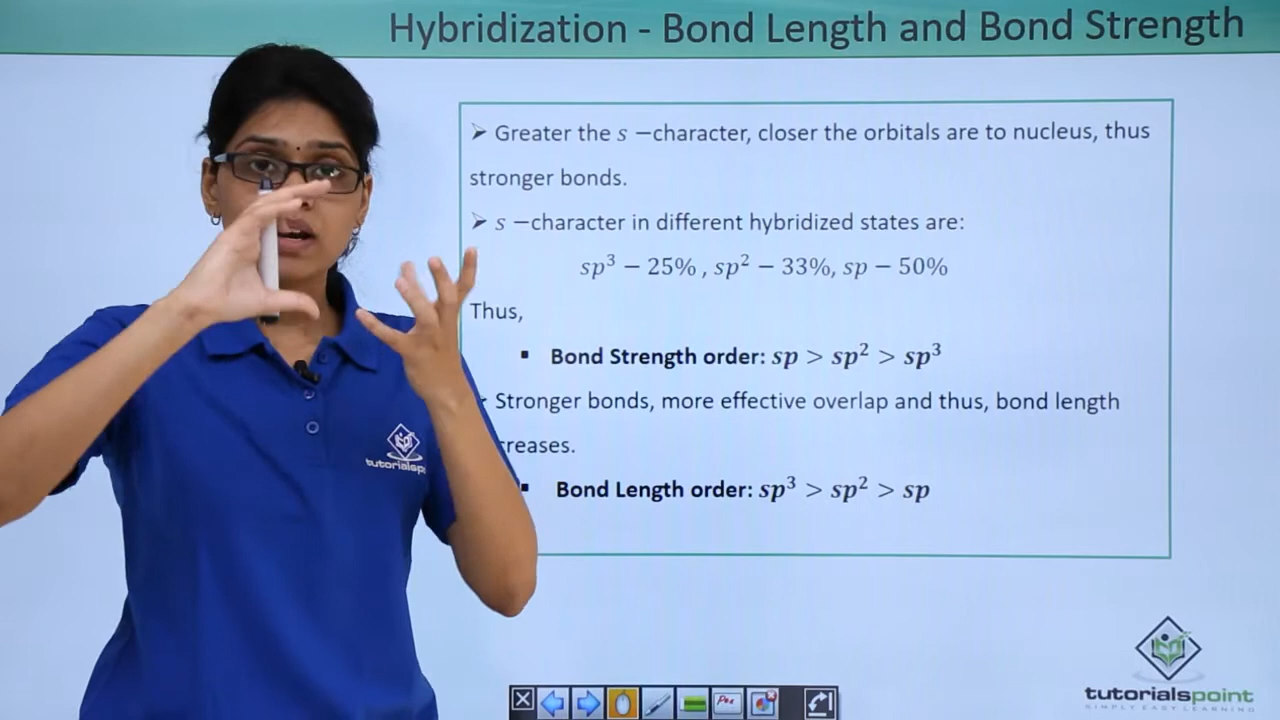 Hybridization - Bond Length and Bond Strength
➢ Greater the s −character, closer the orbitals are to nucleus, thus
stronger bonds.
➢ s −character in different hybridized states are:
sp³ − 25% , sp² − 33%, sp − 50%
Thus,
▪ Bond Strength order: sp > sp² > sp³
Stronger bonds, more effective overlap and thus, bond length
▪ Bond Length order: sp³ > sp² > sp
tutorialspoint
SIMPLY EASY LEARNING